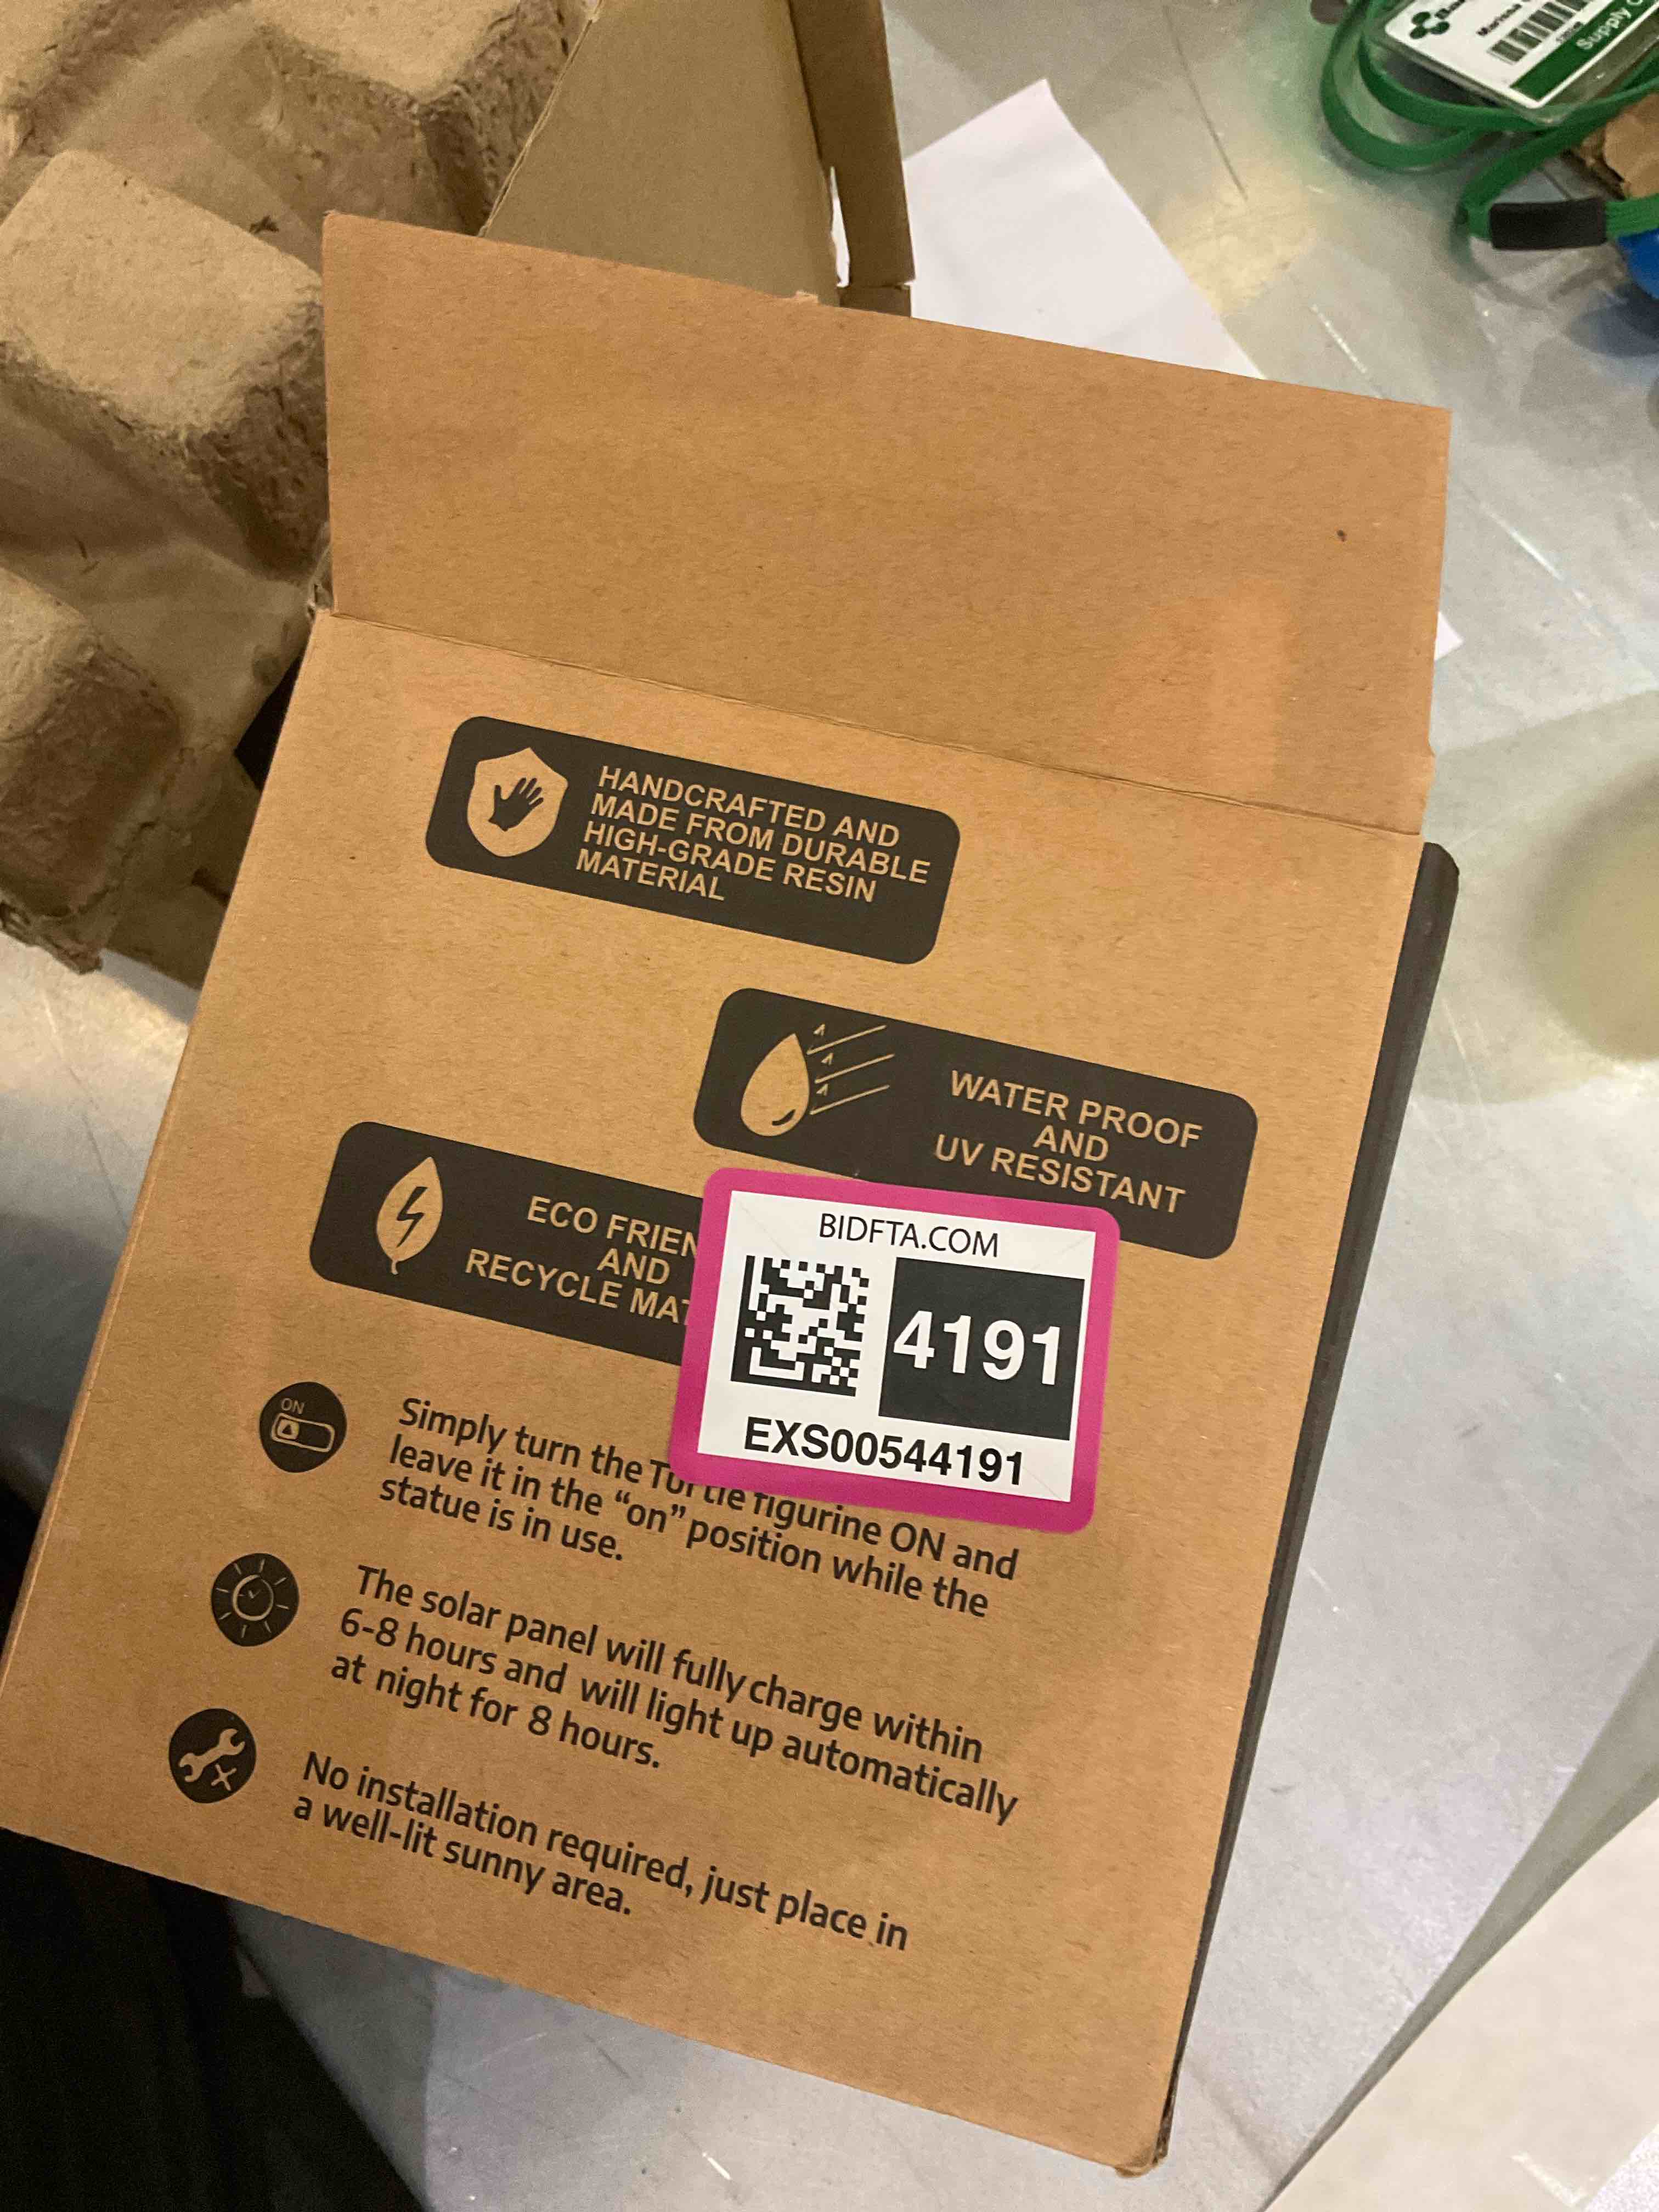 Supply
HANDCRAFTED AND
MADE FROM DURABLE
HIGH-GRADE RESIN
MATERIAL
WATER PROOF
AND
UV RESISTANT
ECO
AND
RECYCLE
BIDFTA.COM
4191
EXS00544191
ON
Simply turn the figurine ON and
leave it in the “on” position while the
statue is in use.
The solar panel will fully charge within
6-8 hours and will light up automatically
at night for 8 hours.
No installation required, just place in
a well-lit sunny area.